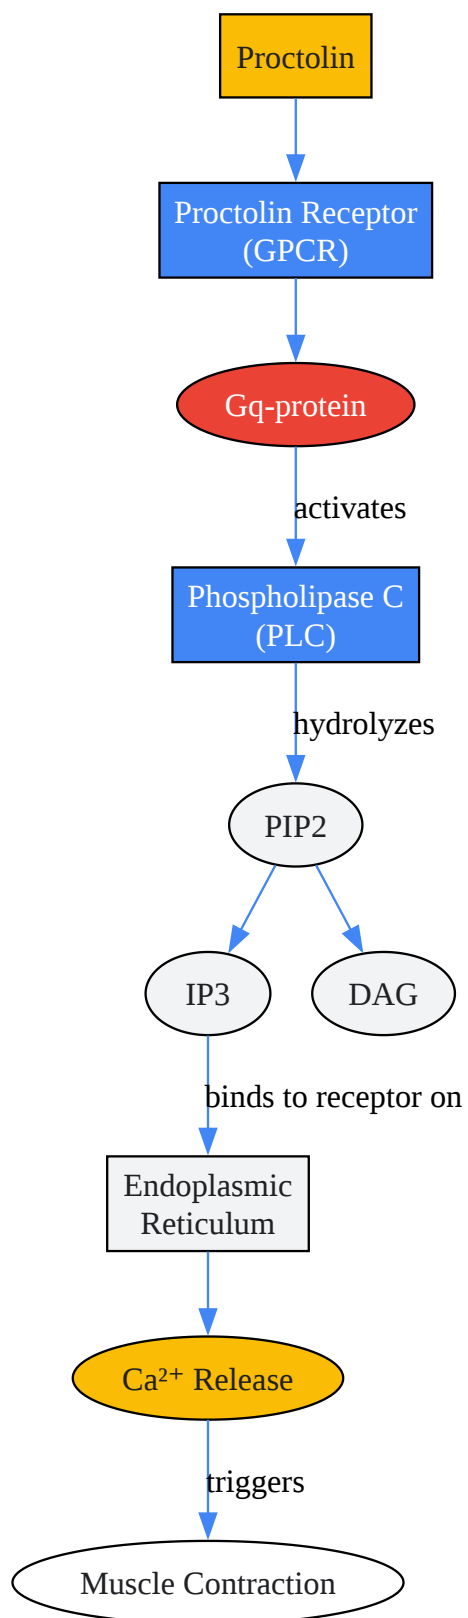 Proctolin
Proctolin Receptor
(GPCR)
Gq-protein
activates
Phospholipase C
(PLC)
hydrolyzes
PIP2
IP3
DAG
binds to receptor on
Endoplasmic
Reticulum
Ca²⁺ Release
triggers
Muscle Contraction